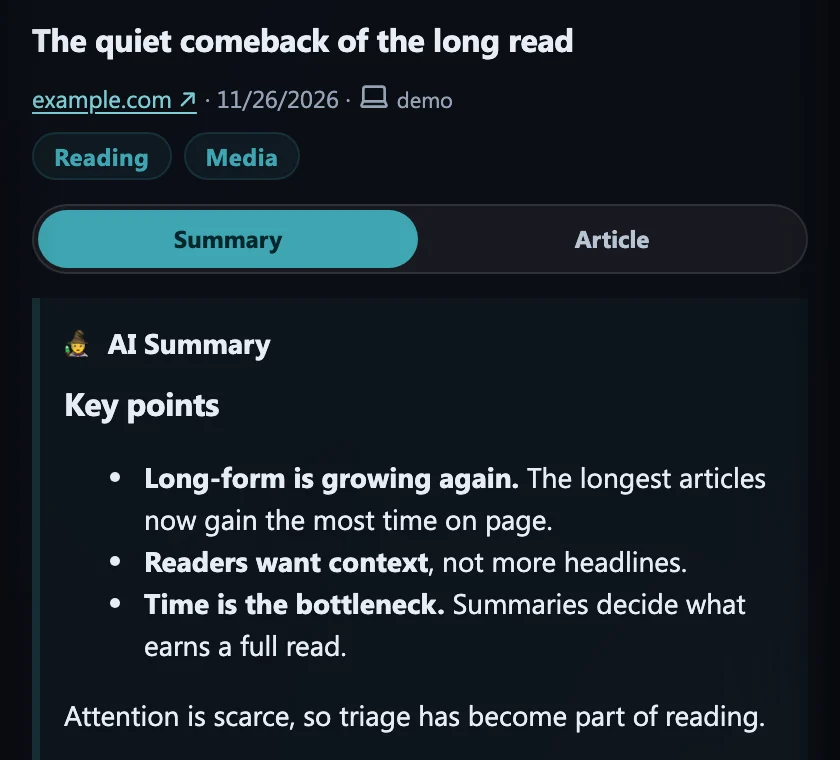 The quiet comeback of the long read
example.com ↗ · 11/26/2026 · demo
Reading Media
Summary Article
AI Summary
Key points
• Long-form is growing again. The longest articles
now gain the most time on page.
• Readers want context, not more headlines.
• Time is the bottleneck. Summaries decide what
earns a full read.
Attention is scarce, so triage has become part of reading.